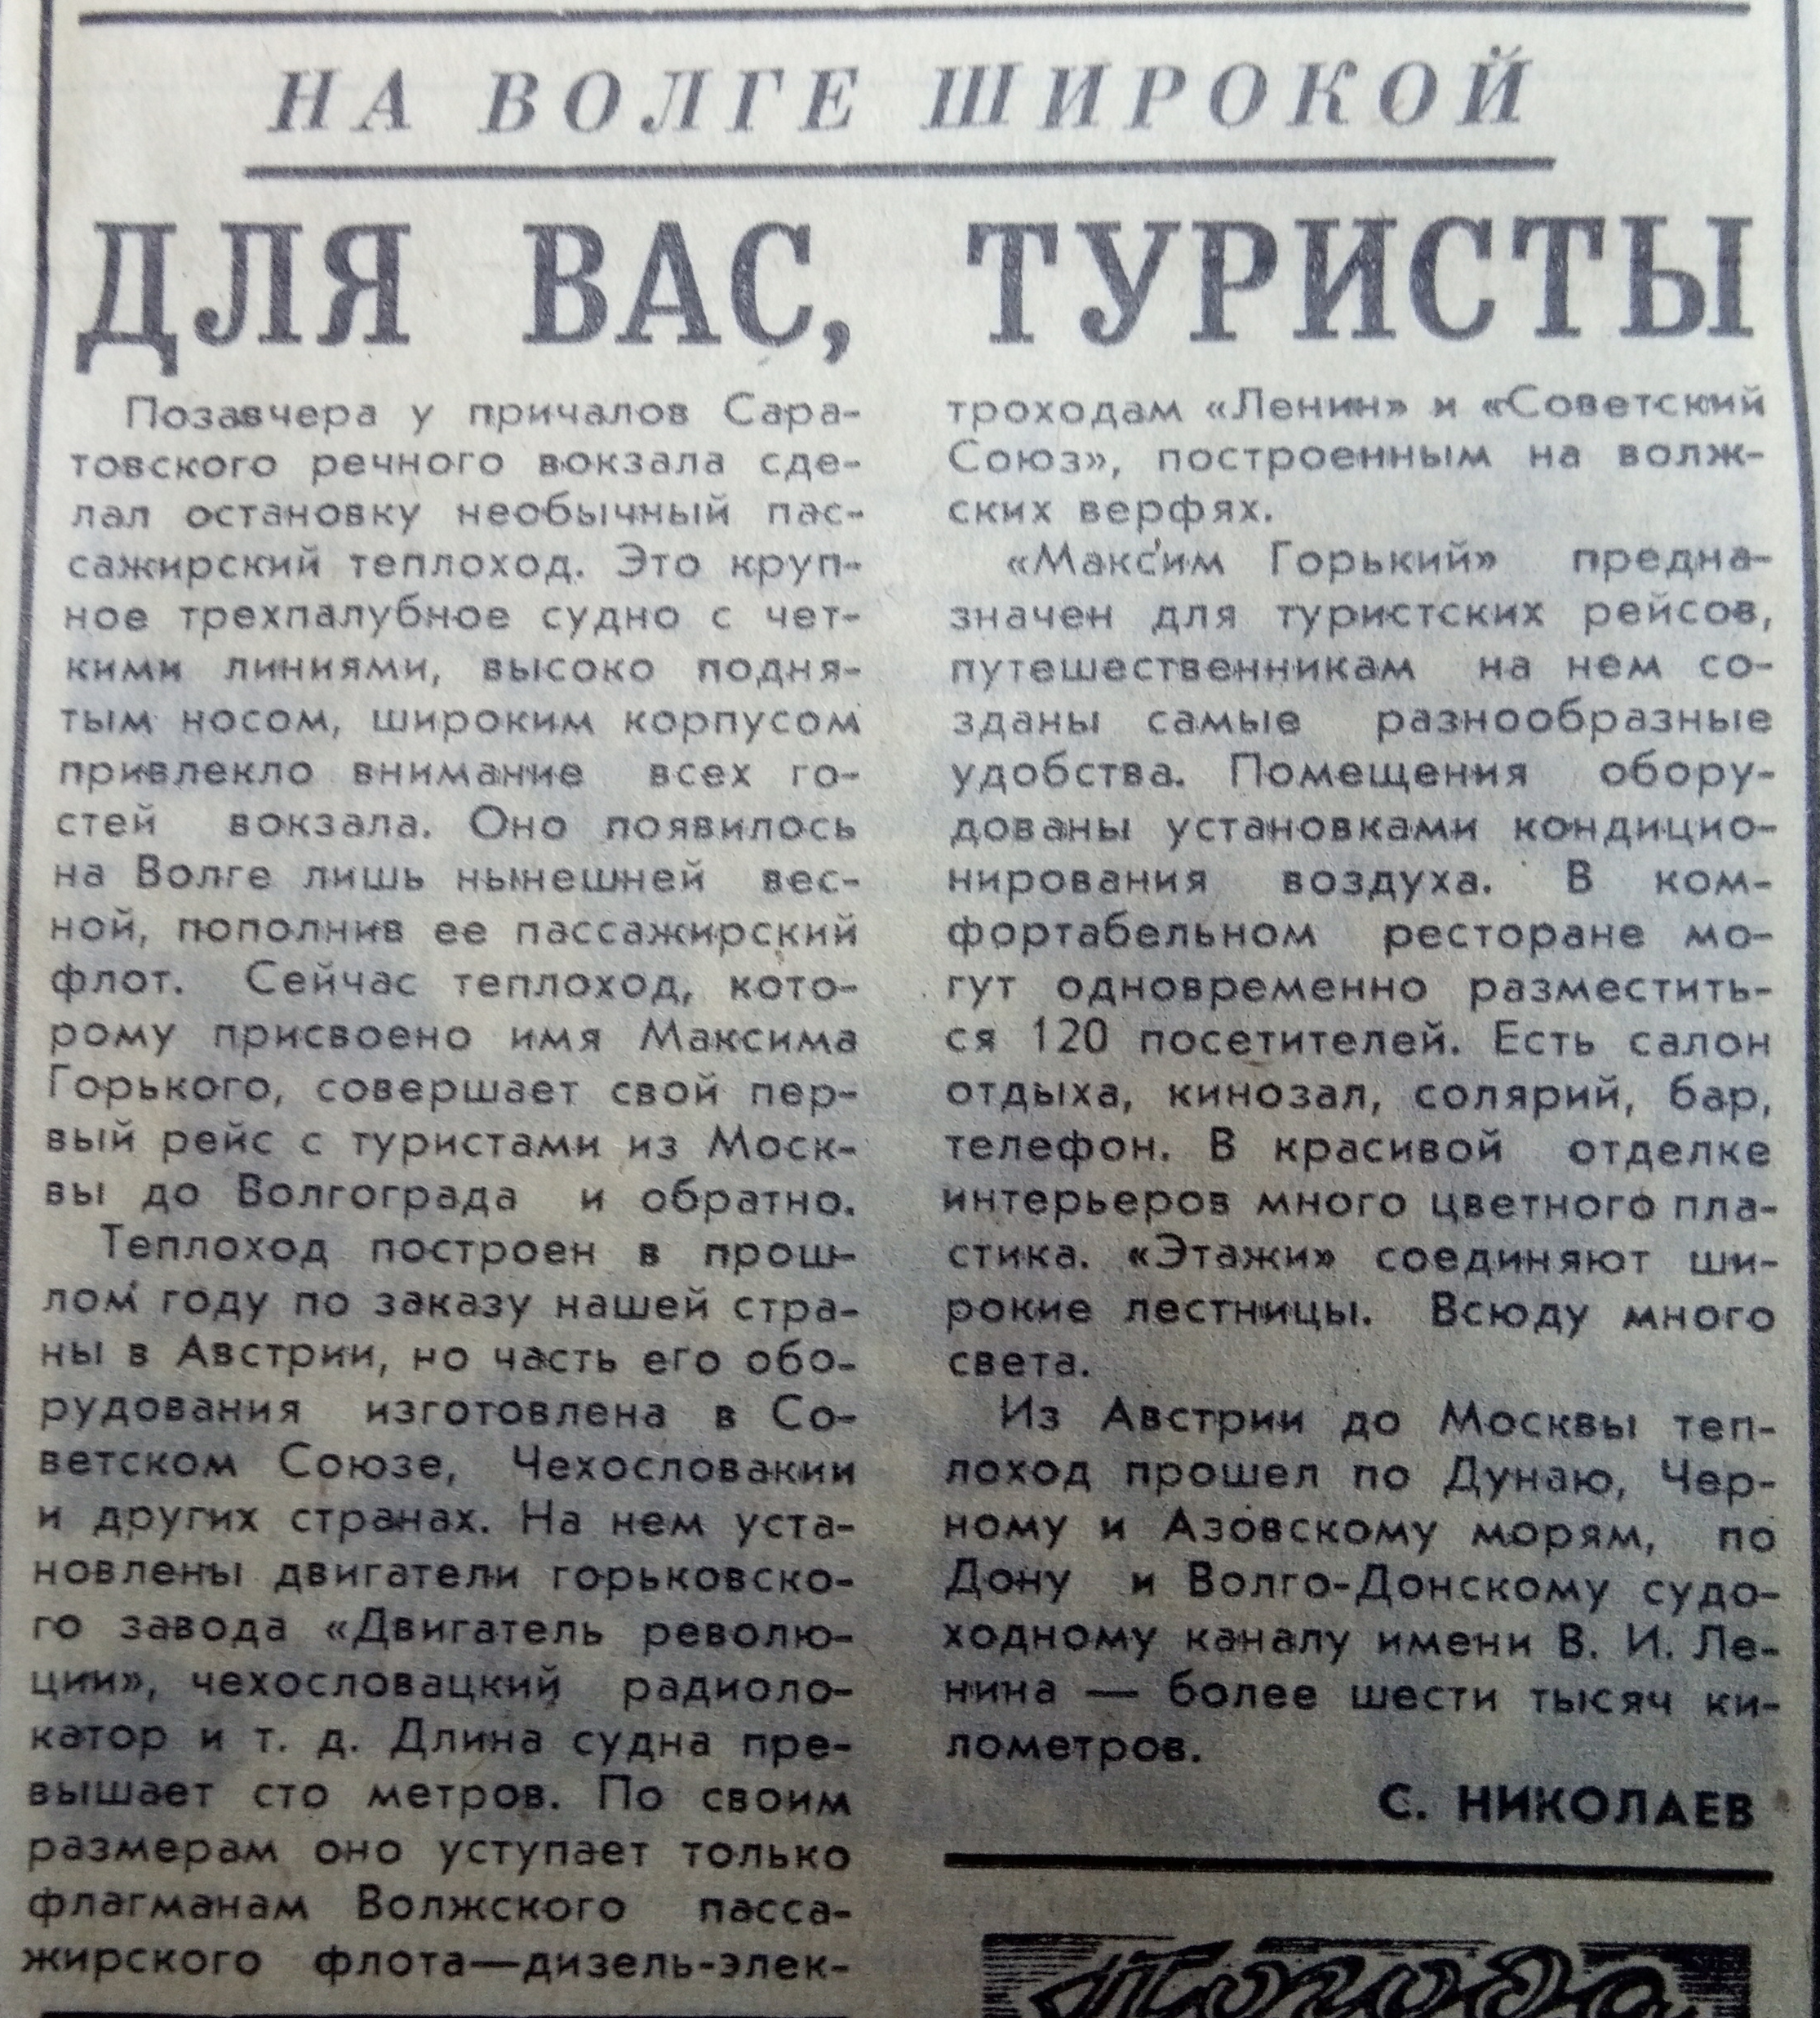 НА ВОЛГЕ ШИРОКОЙ
ДЛЯ ВАС, ТУРИСТЫ
Позавчера у причалов Сара-
товского речного вокзала сде-
лал остановку необычный пас-
сажирский теплоход. Это круп-
ное трехпалубное судно с чет-
кими линиями, высоко подня-
тым носом, широким корпусом
привлекло внимание всех го-
стей вокзала. Оно появилось
на Волге лишь нынешней вес-
ной, пополнив ее пассажирский
флот. Сейчас теплоход, кото-
рому присвоено имя Максима
Горького, совершает свой пер-
вый рейс с туристами из Моск-
вы до Волгограда и обратно.
Теплоход построен в прош-
лом году по заказу нашей стра-
ны в Австрии, но часть его обо-
рудования изготовлена в Со-
ветском Союзе, Чехословакии
и других странах. На нем уста-
новлены двигатели горьковско-
го завода «Двигатель револю-
ции», чехословацкий радиоло-
катор и т. д. Длина судна пре-
вышает сто метров. По своим
размерам оно уступает только
флагманам Волжского пасса-
жирского флота—дизель-элек-
троходам «Ленин» и «Советский
Союз», построенным на волж-
ских верфях.
«Максим Горький» предна-
значен для туристских рейсов,
путешественникам на нем со-
зданы самые разнообразные
удобства. Помещения обору-
дованы установками кондицио-
нирования воздуха. В ком-
фортабельном ресторане мо-
гут одновременно разместить-
ся 120 посетителей. Есть салон
отдыха, кинозал, солярий, бар,
телефон. В красивой отделке
интерьеров много цветного пла-
стика. «Этажи» соединяют ши-
рокие лестницы. Всюду много
света.
Из Австрии до Москвы теп-
лоход прошел по Дунаю, Чер-
ному и Азовскому морям, по
Дону и Волго-Донскому судо-
ходному каналу имени В. И. Ле-
нина — более шести тысяч ки-
лометров.
С. НИКОЛАЕВ